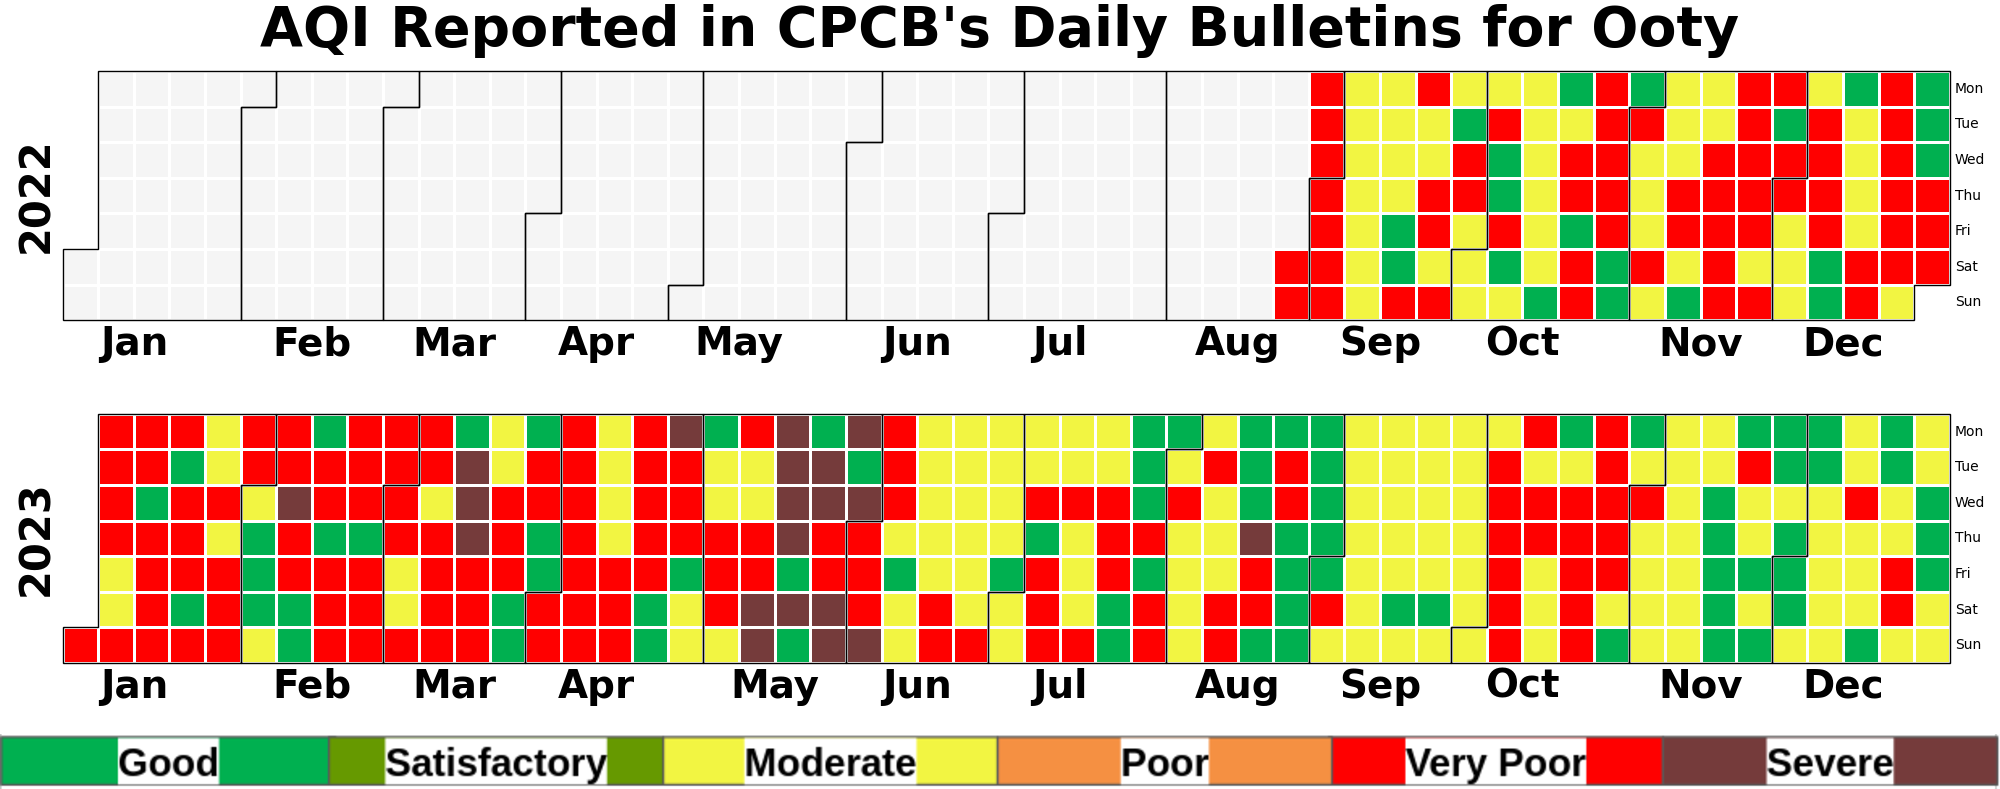 AQI Reported in CPCB's Daily Bulletins for Ooty
2022
Mon
Tue
Wed
Thu
Fri
Sat
Sun
Jan Feb Mar Apr May Jun Jul Aug Sep Oct Nov Dec
2023
Mon
Tue
Wed
Thu
Fri
Sat
Sun
Jan Feb Mar Apr May Jun Jul Aug Sep Oct Nov Dec
Good Satisfactory Moderate Poor Very Poor Severe